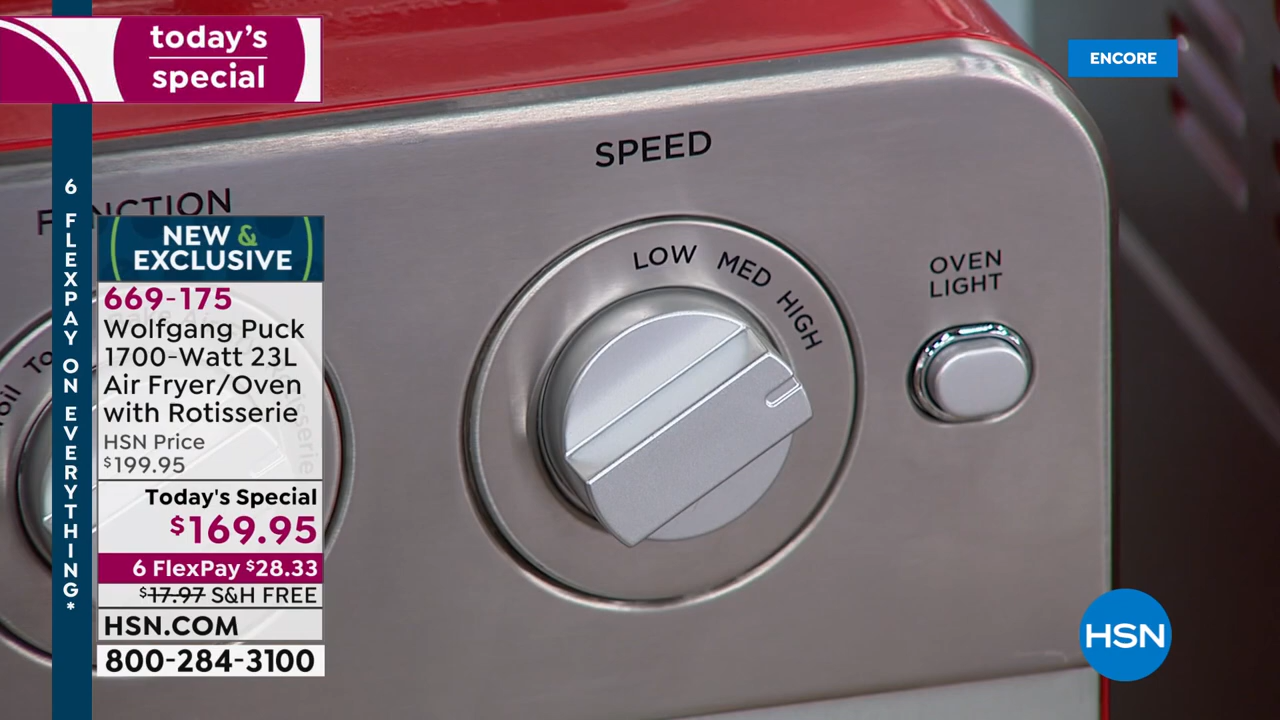 today's
special
ENCORE
6 FLEXPAY ON EVERYTHING*
SPEED
LOW MED HIGH
OVEN
LIGHT
NEW &
EXCLUSIVE
669-175
Wolfgang Puck
1700-Watt 23L
Air Fryer/Oven
with Rotisserie
HSN Price
$199.95
Today's Special
$169.95
6 FlexPay $28.33
$17.97 S&H FREE
HSN.COM
800-284-3100
HSN